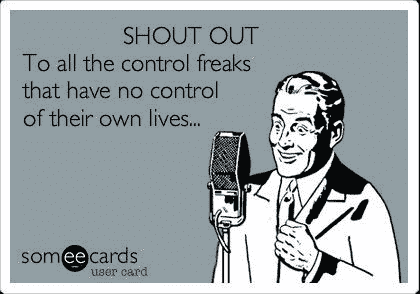 SHOUT OUT
To all the control freaks
that have no control
of their own lives...
someecards
user card